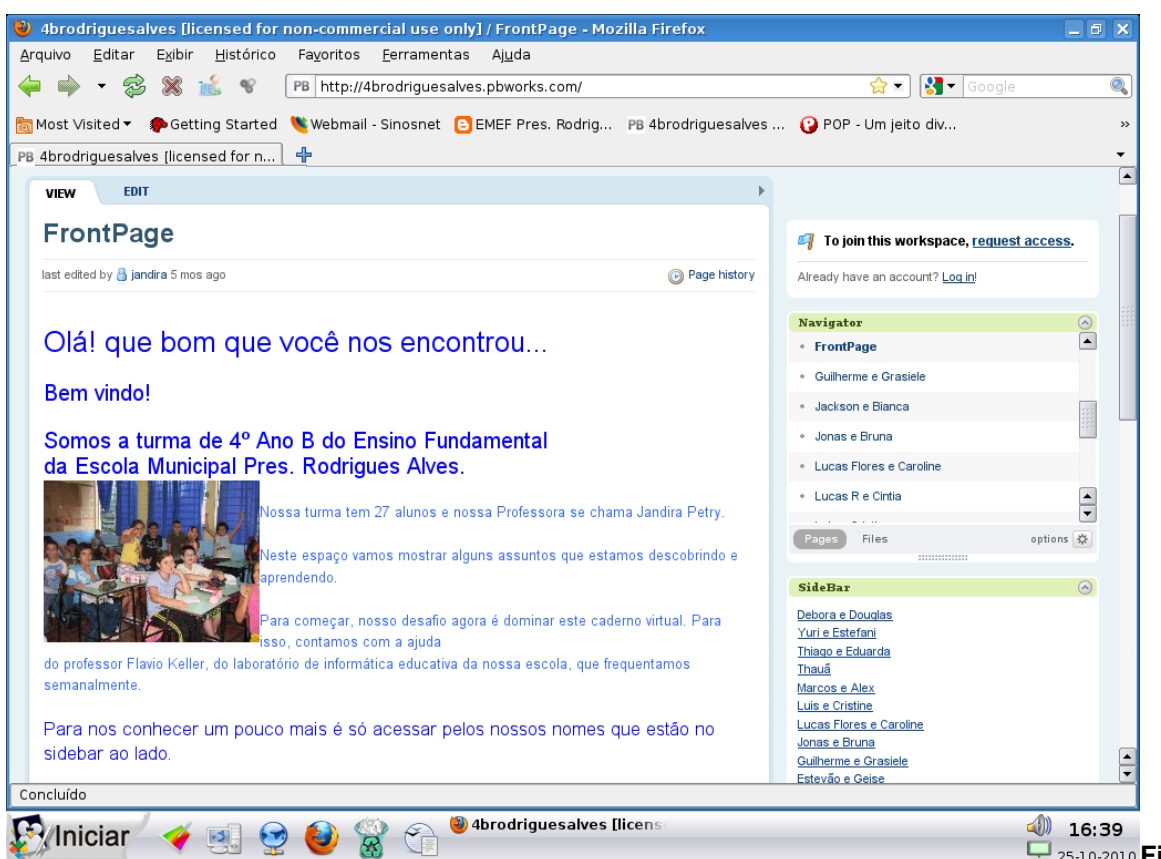 4brodriguesalves [licensed for non-commercial use only] / FrontPage - Mozilla Firefox
Arquivo Editar Exibir Histórico Favoritos Ferramentas Ajuda
PB http://4brodriguesalves.pbworks.com/ Google
Most Visited Getting Started Webmail - Sinosnet EMEF Pres. Rodrig... PB 4brodriguesalves ... POP - Um jeito div... »
PB 4brodriguesalves [licensed for n...
VIEW EDIT
FrontPage
last edited by jandira 5 mos ago Page history
Olá! que bom que você nos encontrou...
Bem vindo!
Somos a turma de 4º Ano B do Ensino Fundamental
da Escola Municipal Pres. Rodrigues Alves.
Nossa turma tem 27 alunos e nossa Professora se chama Jandira Petry.
Neste espaço vamos mostrar alguns assuntos que estamos descobrindo e
aprendendo.
Para começar, nosso desafio agora é dominar este caderno virtual. Para
isso, contamos com a ajuda
do professor Flavio Keller, do laboratório de informática educativa da nossa escola, que frequentamos
semanalmente.
Para nos conhecer um pouco mais é só acessar pelos nossos nomes que estão no
sidebar ao lado.
To join this workspace, request access.
Already have an account? Log in!
Navigator
FrontPage
Guilherme e Grasiele
Jackson e Bianca
Jonas e Bruna
Lucas Flores e Caroline
Lucas R e Cintia
Pages Files options
SideBar
Debora e Douglas
Yuri e Estefani
Thiago e Eduarda
Thauã
Marcos e Alex
Luis e Cristine
Lucas Flores e Caroline
Jonas e Bruna
Guilherme e Grasiele
Estevão e Geise
Concluído
Iniciar 4brodriguesalves [licens 16:39
25-10-2010